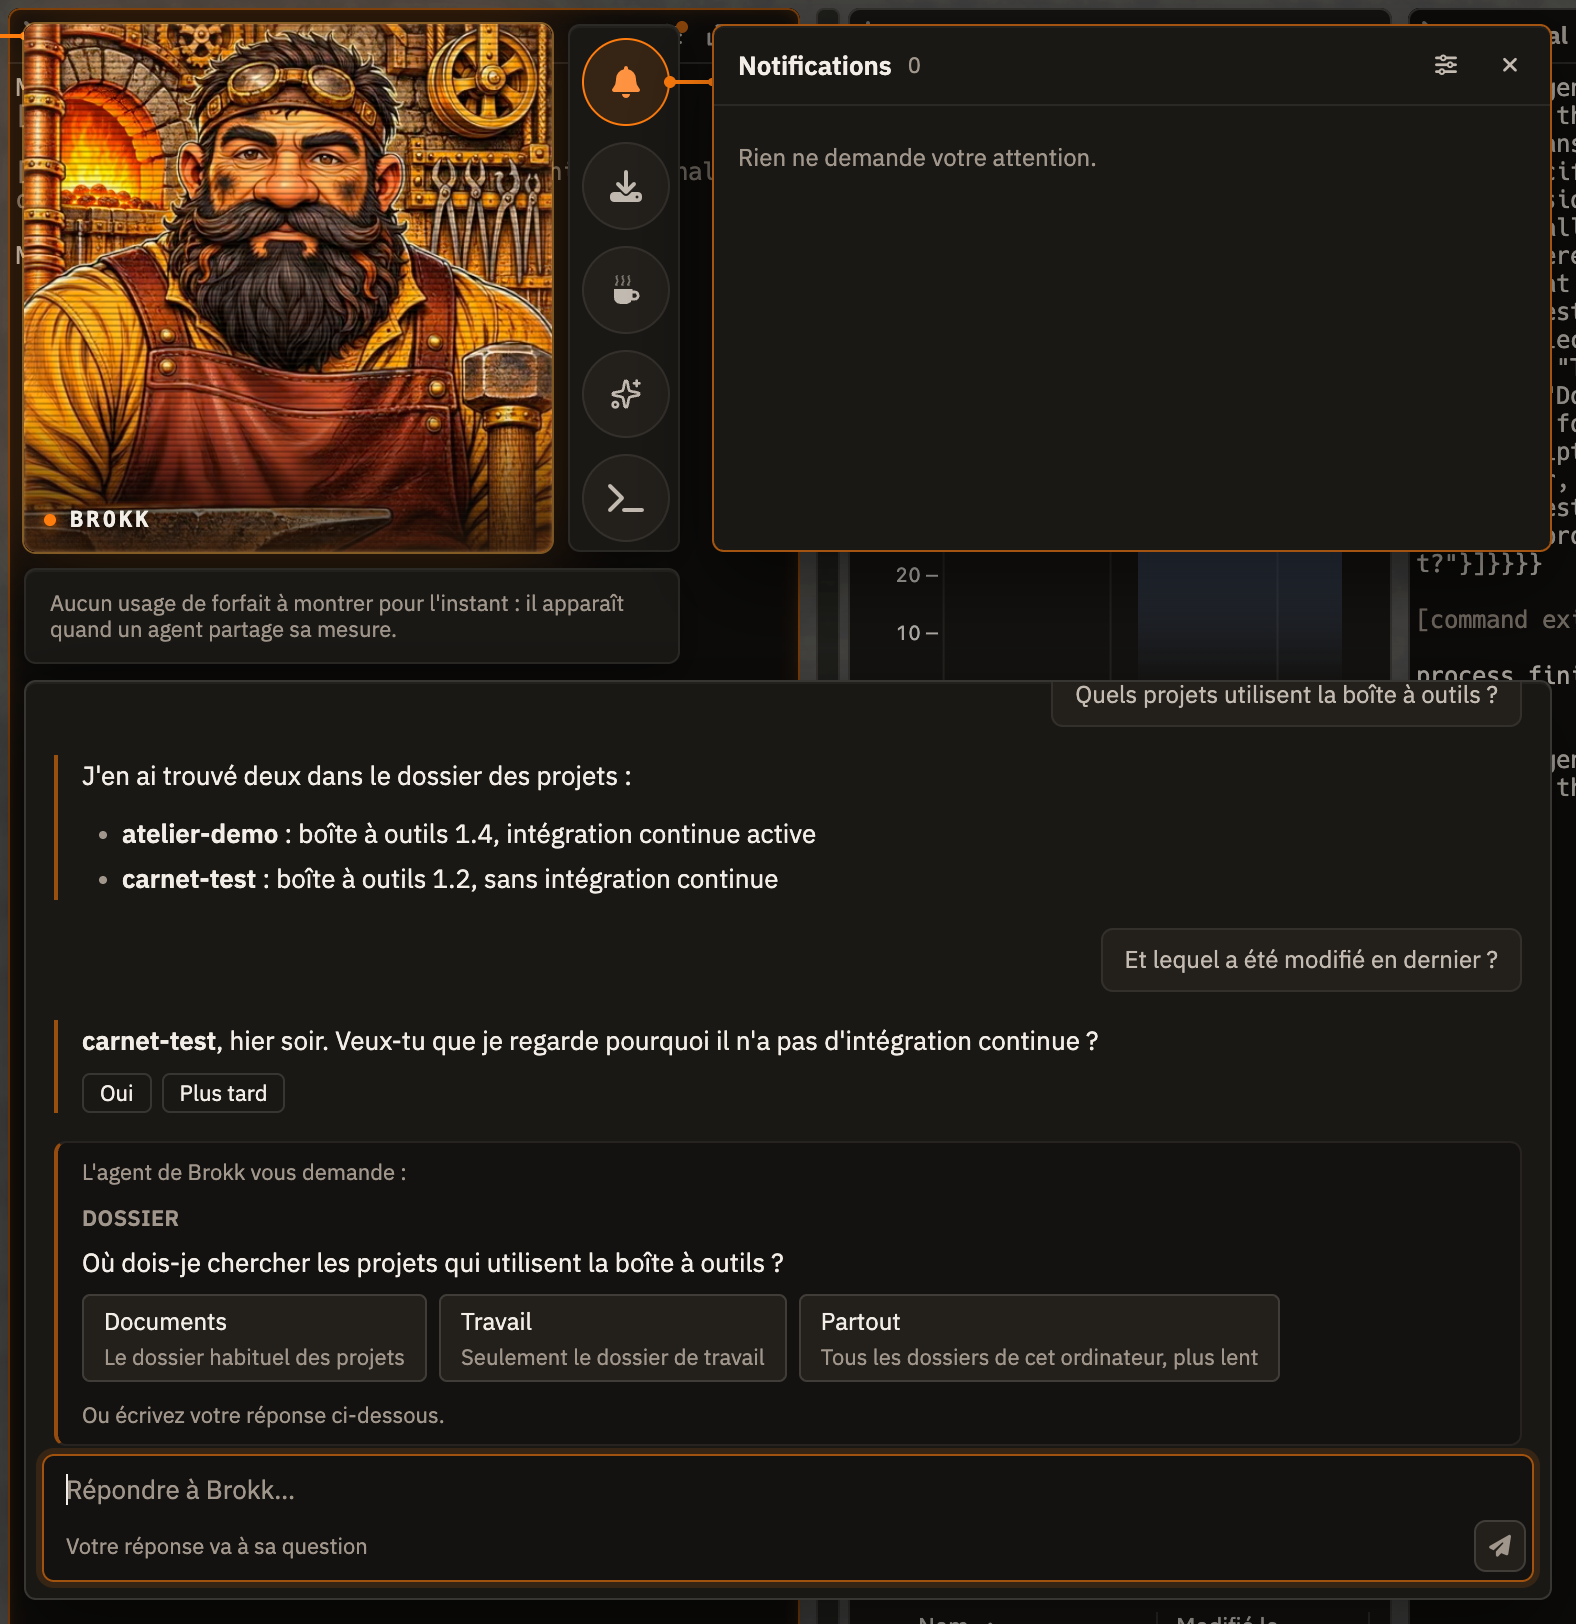 Notifications 0
Rien ne demande votre attention.
BROKK
Aucun usage de forfait à montrer pour l'instant : il apparaît
quand un agent partage sa mesure.
20
10
t?"}]}}}}
[command
process
Quels projets utilisent la boîte à outils ?
J'en ai trouvé deux dans le dossier des projets :
• atelier-demo : boîte à outils 1.4, intégration continue active
• carnet-test : boîte à outils 1.2, sans intégration continue
Et lequel a été modifié en dernier ?
carnet-test, hier soir. Veux-tu que je regarde pourquoi il n'a pas d'intégration continue ?
Oui
Plus tard
L'agent de Brokk vous demande :
DOSSIER
Où dois-je chercher les projets qui utilisent la boîte à outils ?
Documents
Le dossier habituel des projets
Travail
Seulement le dossier de travail
Partout
Tous les dossiers de cet ordinateur, plus lent
Ou écrivez votre réponse ci-dessous.
Répondre à Brokk...
Votre réponse va à sa question